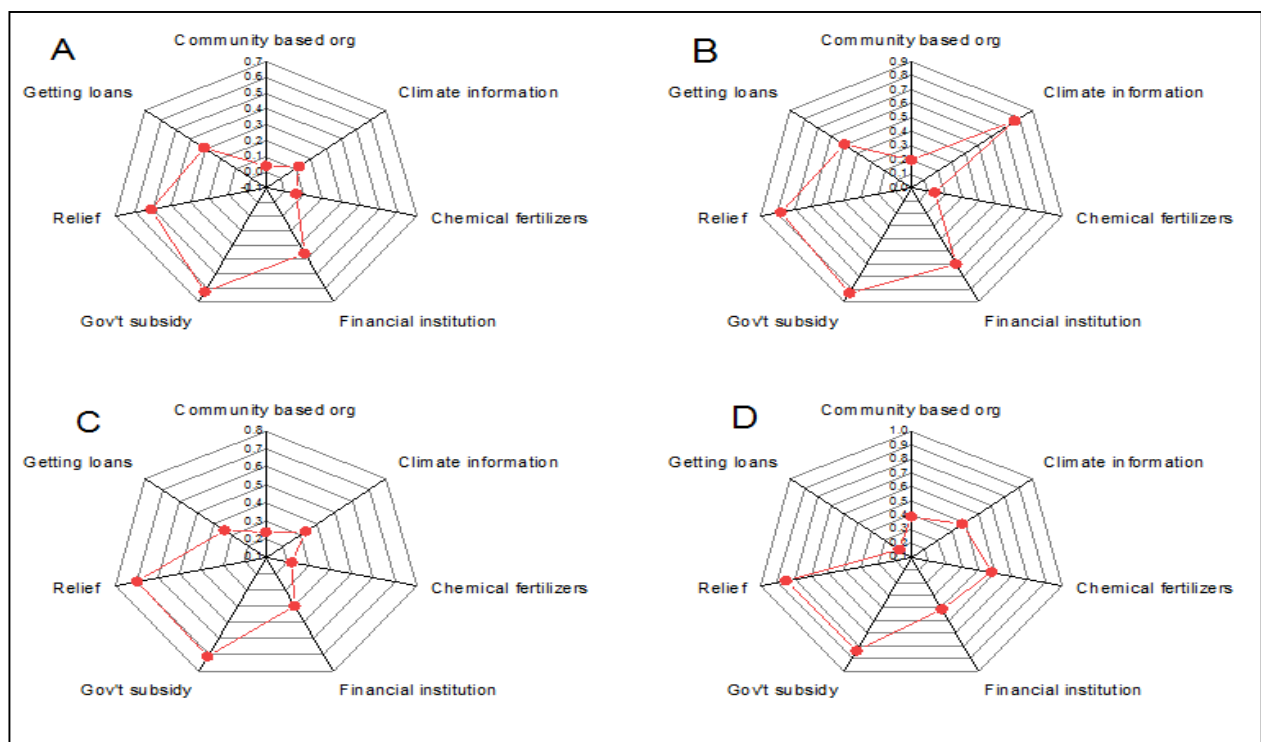 A
Community based org
0.7
0.6
0.5
0.4
0.3
0.2
0.1
0.0
-0.1
Getting loans
Climate information
Relief
Chemical fertilizers
Gov't subsidy
Financial institution
B
Community based org
0.9
0.8
0.7
0.6
0.5
0.4
0.3
0.2
0.1
0.0
Getting loans
Climate information
Relief
Chemical fertilizers
Gov't subsidy
Financial institution
C
Community based org
0.8
0.7
0.6
0.5
0.4
0.3
0.2
0.1
Getting loans
Climate information
Relief
Chemical fertilizers
Gov't subsidy
Financial institution
D
Community based org
1.0
0.9
0.8
0.7
0.6
0.5
0.4
0.3
0.2
0.1
Getting loans
Climate information
Relief
Chemical fertilizers
Gov't subsidy
Financial institution